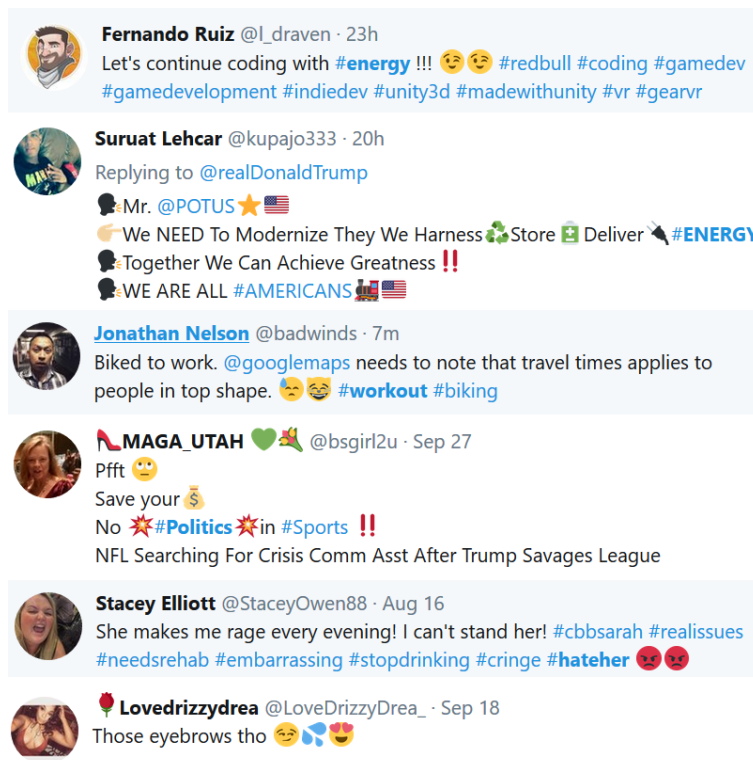 Fernando Ruiz @l_draven · 23h
Let's continue coding with #energy !!! 😉😉 #redbull #coding #gamedev
#gamedevelopment #indiedev #unity3d #madewithunity #vr #gearvr
Suruat Lehcar @kupajo333 · 20h
Replying to @realDonaldTrump
🗣Mr. @POTUS⭐🇺🇸
👉🏼We NEED To Modernize They We Harness♻Store🔋Deliver🔌#ENERGY
🗣Together We Can Achieve Greatness‼
🗣WE ARE ALL #AMERICANS🚂🇺🇸
Jonathan Nelson @badwinds · 7m
Biked to work. @googlemaps needs to note that travel times applies to
people in top shape. 😓😸 #workout #biking
👠MAGA_UTAH 💚💐 @bsgirl2u · Sep 27
Pfft 🙄
Save your💰
No 💥#Politics💥in #Sports ‼
NFL Searching For Crisis Comm Asst After Trump Savages League
Stacey Elliott @StaceyOwen88 · Aug 16
She makes me rage every evening! I can't stand her! #cbbsarah #realissues
#needsrehab #embarrassing #stopdrinking #cringe #hateher 😡😡
🌹Lovedrizzydrea @LoveDrizzyDrea_ · Sep 18
Those eyebrows tho 😏💦😍